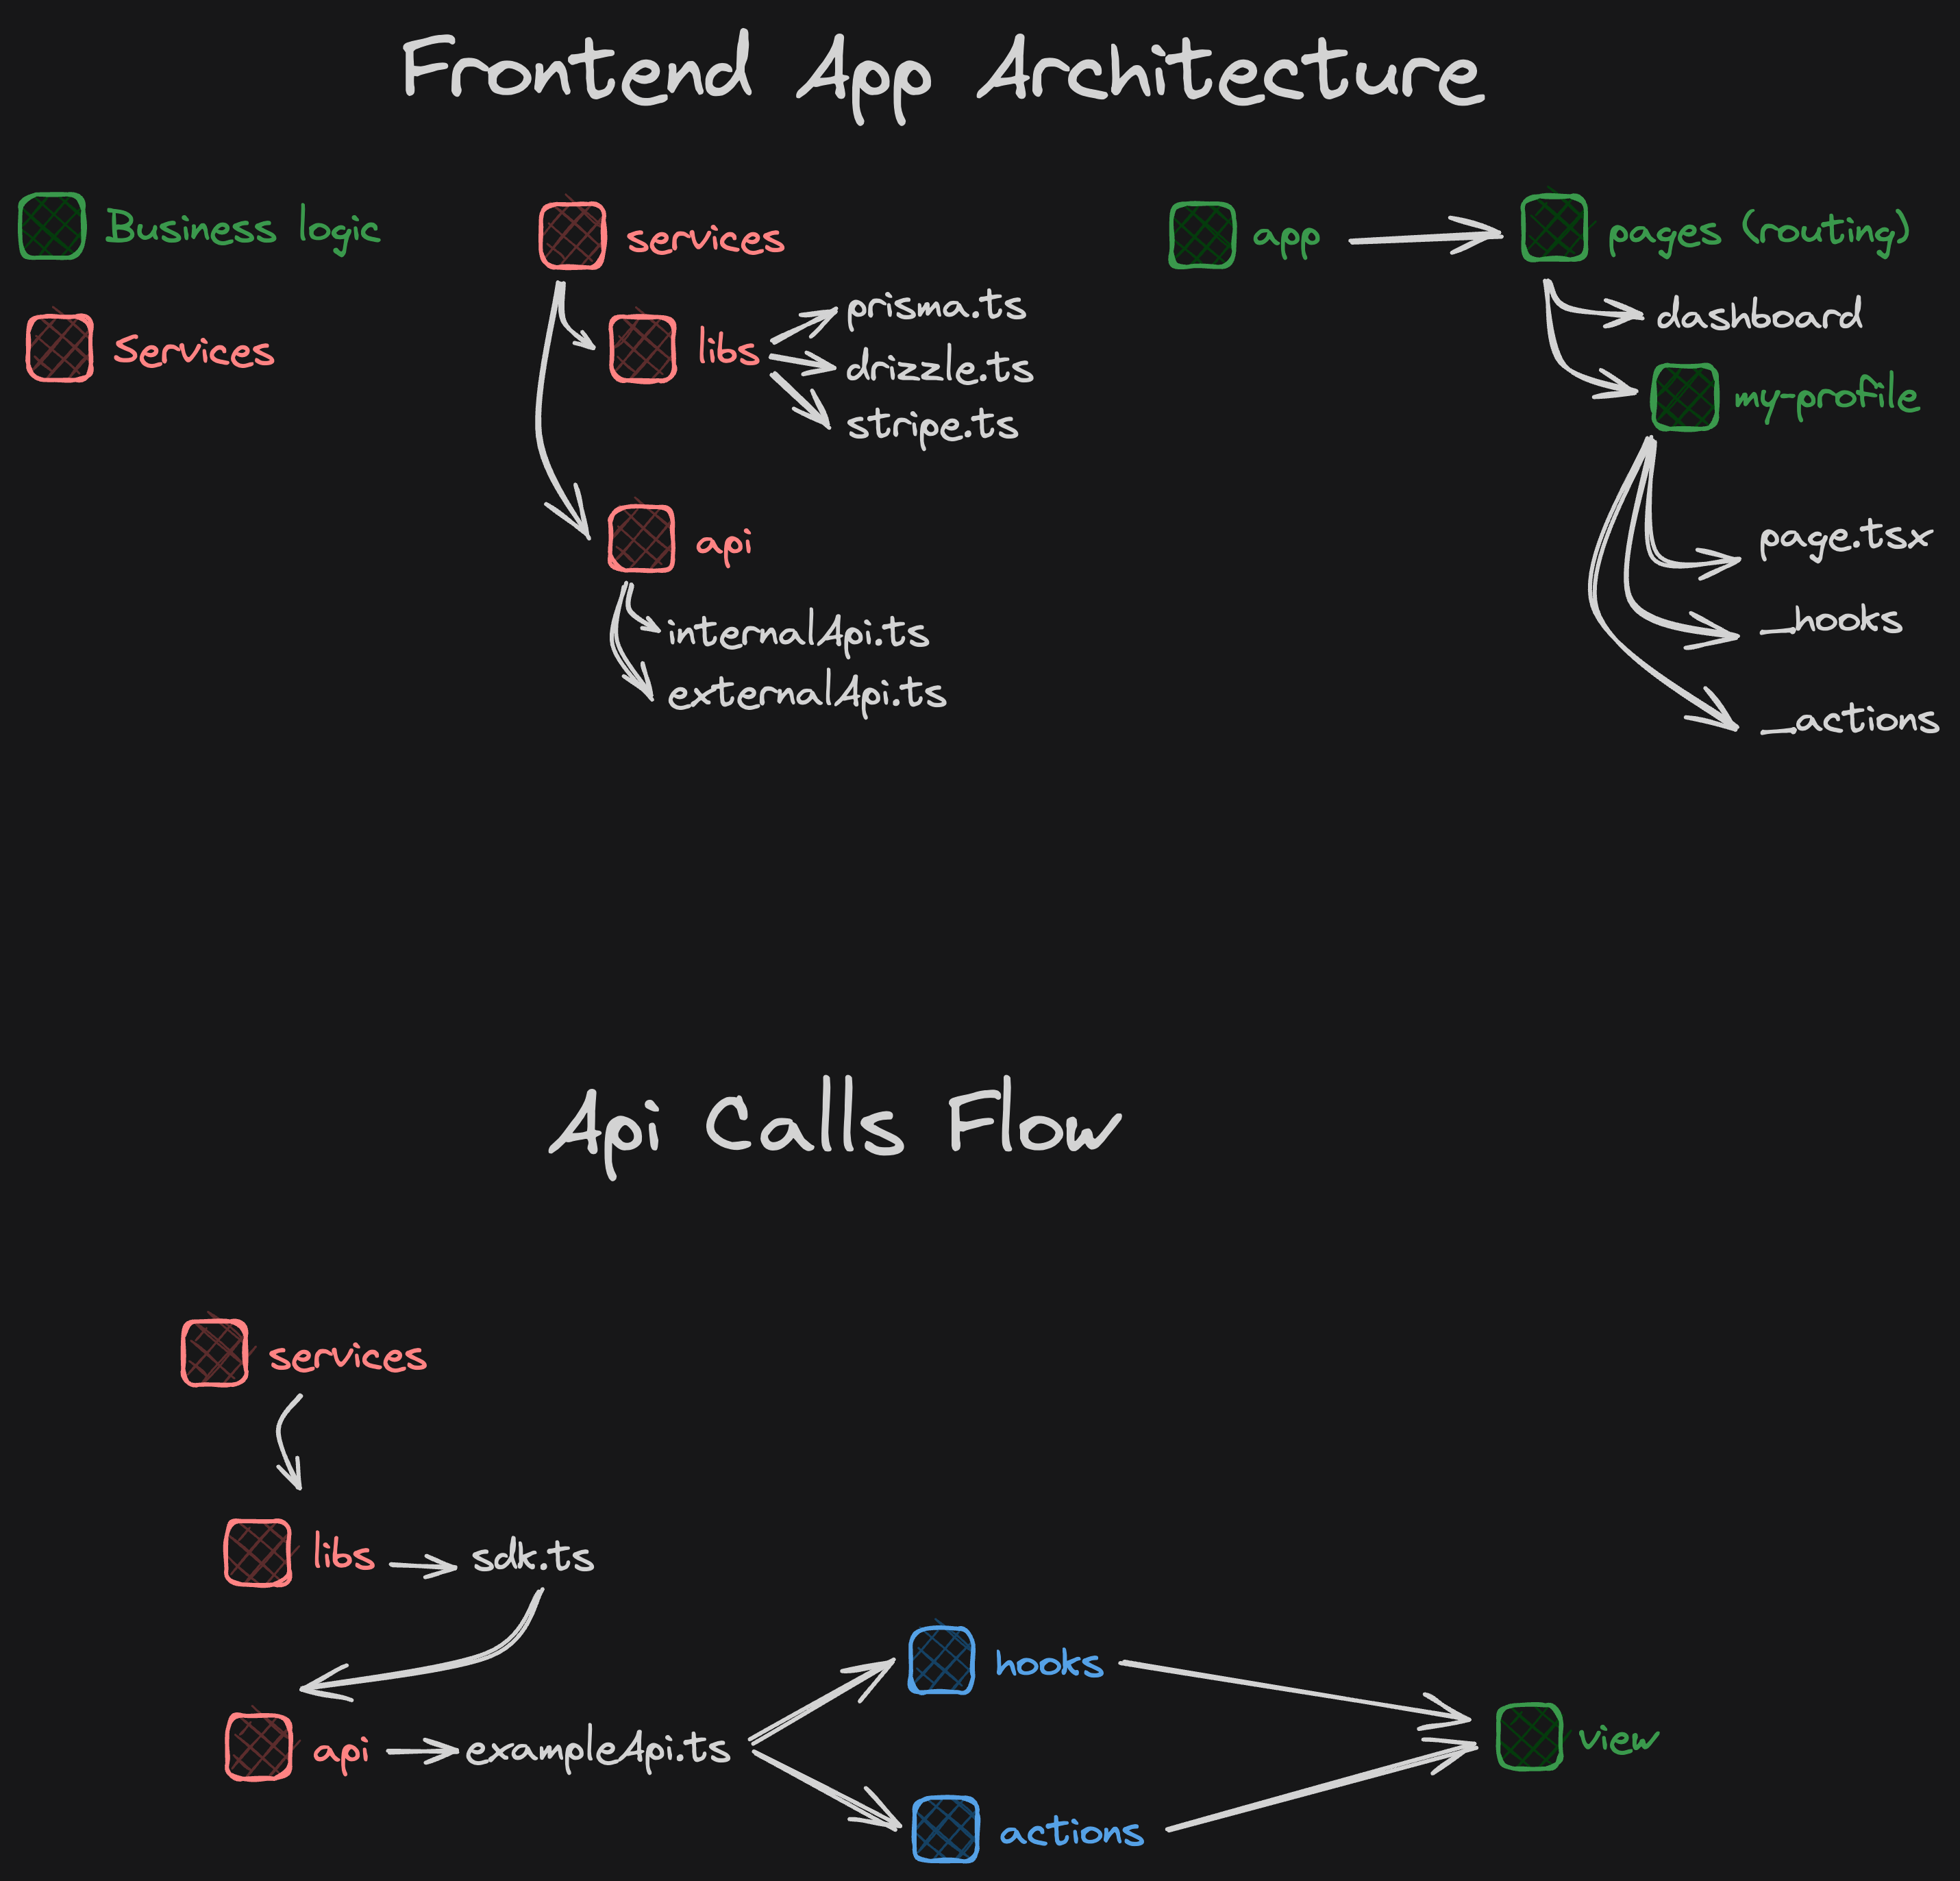 Frontend App Architecture
Business logic
Services
services
libs
prisma.ts
drizzle.ts
stripe.ts
api
internalApi.ts
externalApi.ts
app
pages (routing)
dashboard
my-profile
page.tsx
_hooks
_actions
Api Calls Flow
services
libs
sdk.ts
api
exampleApi.ts
hooks
actions
view